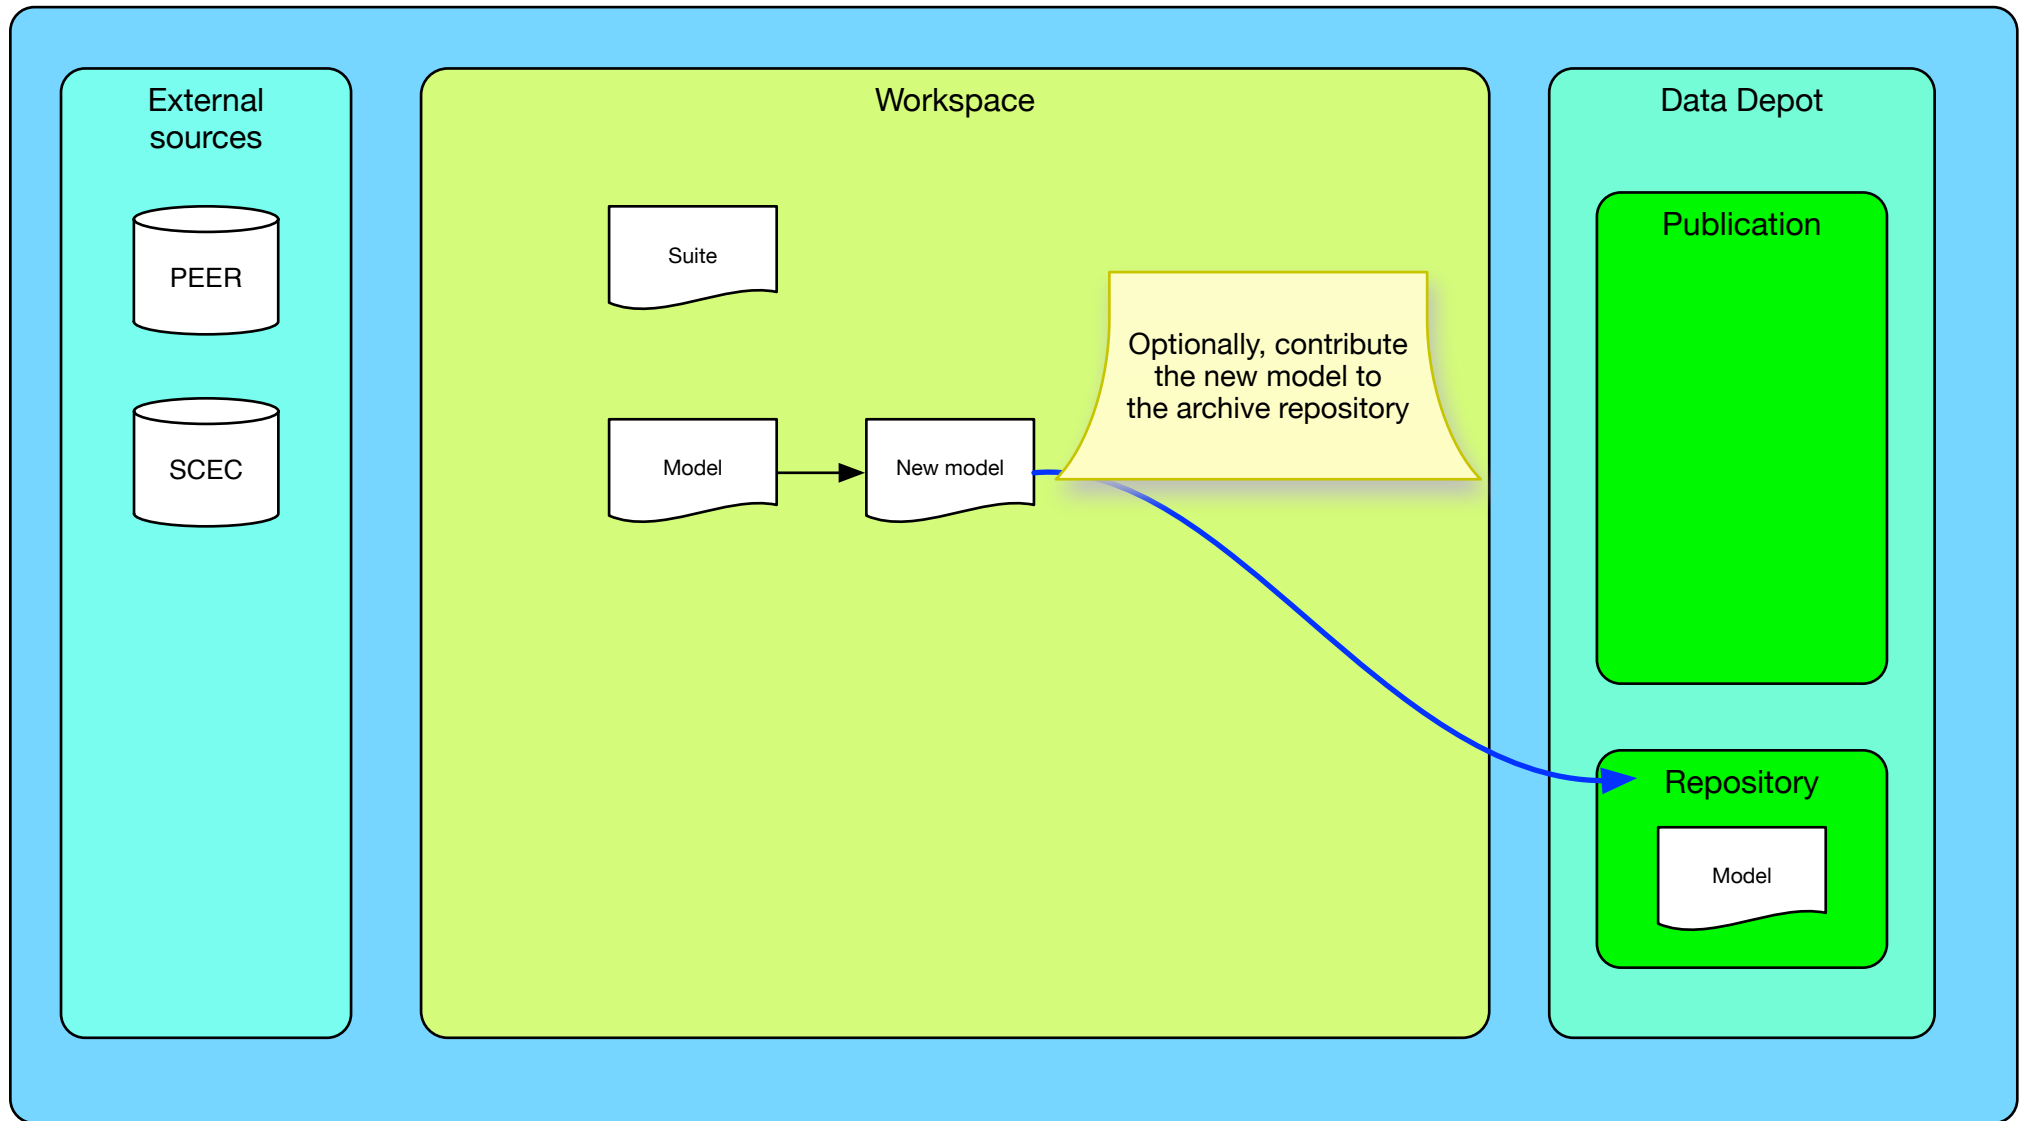 External
sources
PEER
SCEC
Workspace
Suite
Model
New model
Optionally, contribute
the new model to
the archive repository
Data Depot
Publication
Repository
Model